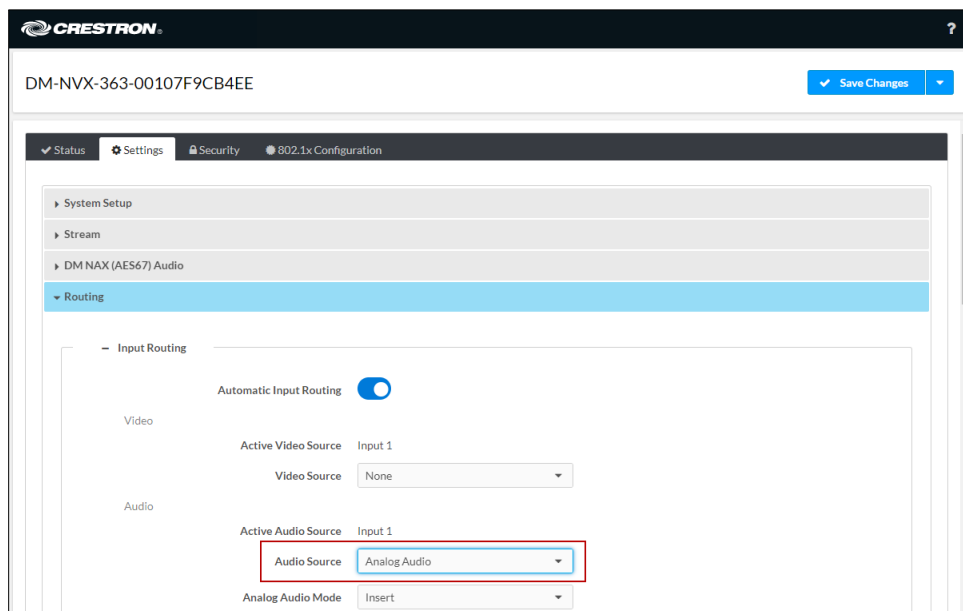 CRESTRON.
?
DM-NVX-363-00107F9CB4EE
Save Changes
Status Settings Security 802.1x Configuration
System Setup
Stream
DM NAX (AES67) Audio
Routing
– Input Routing
Automatic Input Routing
Video
Active Video Source Input 1
Video Source None
Audio
Active Audio Source Input 1
Audio Source Analog Audio
Analog Audio Mode Insert